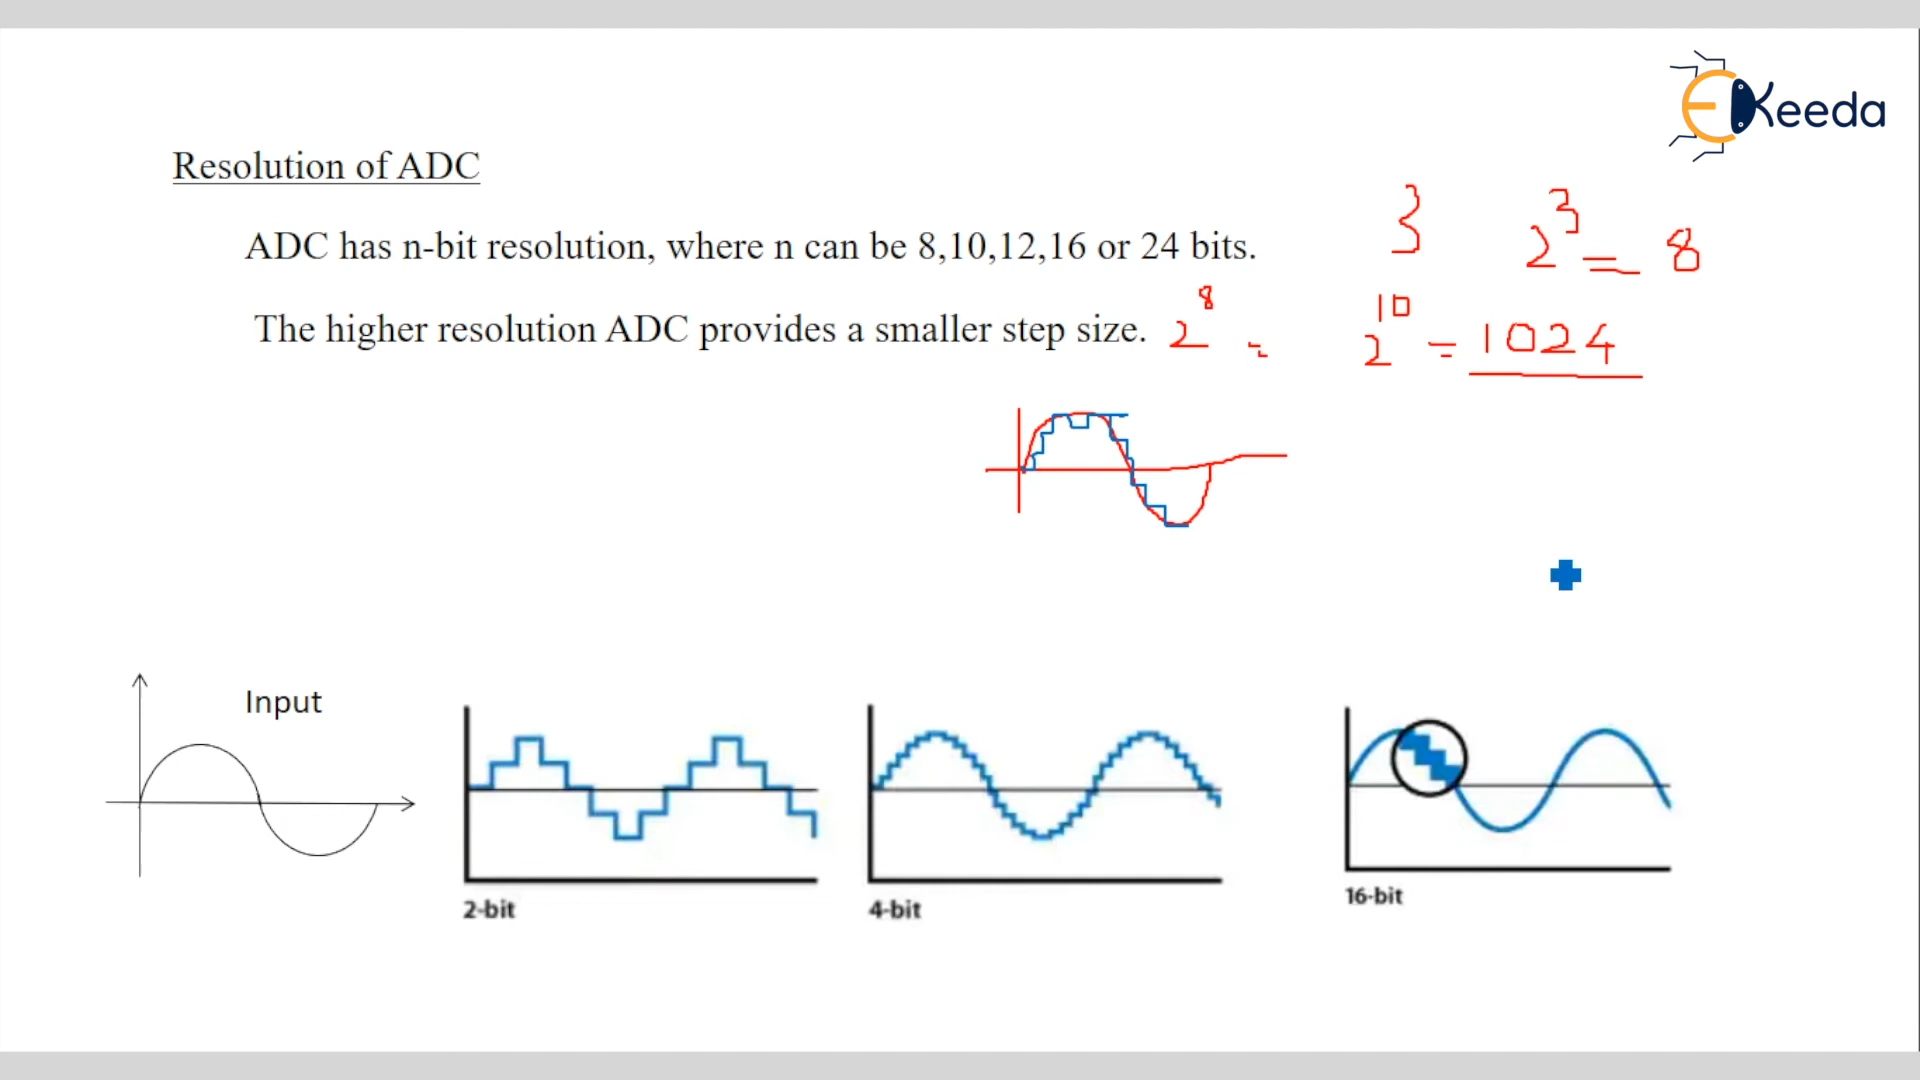 EKeeda
Resolution of ADC
3 2^3 = 8
ADC has n-bit resolution, where n can be 8,10,12,16 or 24 bits.
The higher resolution ADC provides a smaller step size. 2^8 = 2^10 = 1024
Input
2-bit
4-bit
16-bit